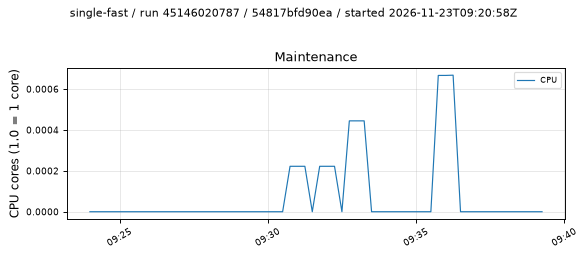 single-fast / run 45146020787 / 54817bfd90ea / started 2026-11-23T09:20:58Z
Maintenance
CPU cores (1.0 = 1 core)
0.0006
0.0004
0.0002
0.0000
CPU
09:25
09:30
09:35
09:40